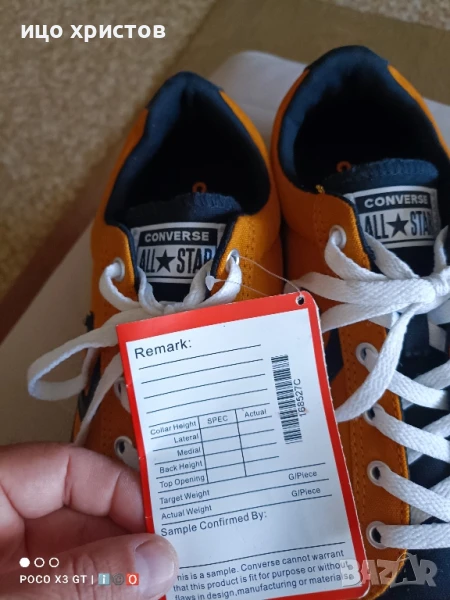 ицо христов
CONVERSE
ALL★STAR
CONVERSE
ALL★STAR
Remark:
Collar Height SPEC Actual
Lateral
Medial
Back Height
Top Opening
Target Weight G/Piece
Actual Weight G/Piece
Sample Confirmed By:
168527C
This is a sample. Converse cannot warrant
that this product is fit for purpose or without
flaws in design, manufacturing or materials
POCO X3 GT
BAZAR